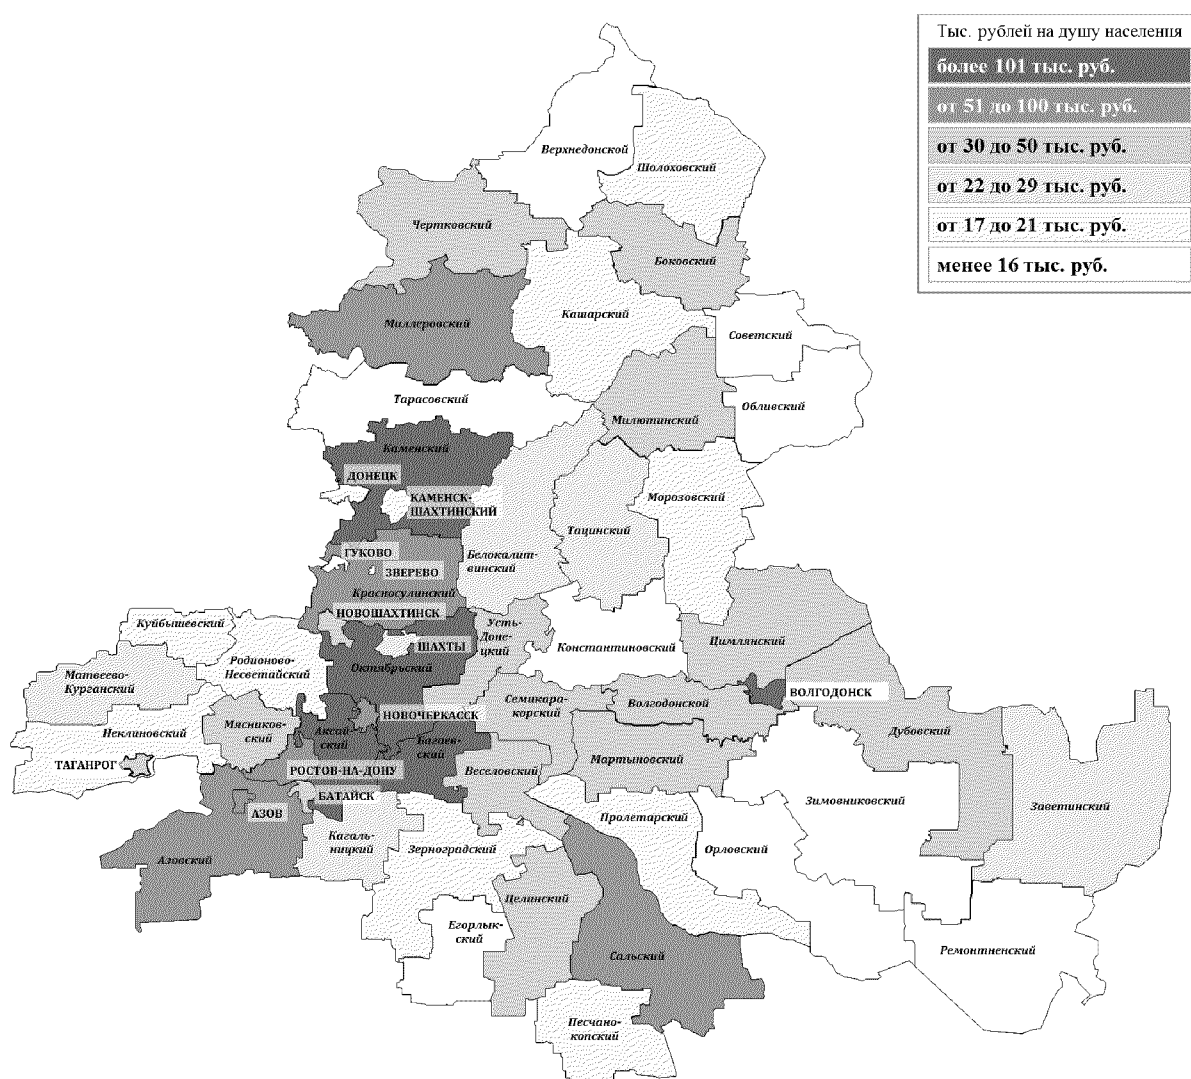 Тыс. рублей на душу населения
более 101 тыс. руб.
от 51 до 100 тыс. руб.
от 30 до 50 тыс. руб.
от 22 до 29 тыс. руб.
от 17 до 21 тыс. руб.
менее 16 тыс. руб.
Верхнедонской
Шолоховский
Чертковский
Боковский
Миллеровский
Кашарский
Советский
Тарасовский
Обливский
Милютинский
Каменский
ДОНЕЦК
КАМЕНСК-
ШАХТИНСКИЙ
Морозовский
Тацинский
ГУКОВО
Белокалит-
винский
ЗВЕРЕВО
Красносулинский
НОВОШАХТИНСК
Куйбышевский
Усть-
Доне-
цкий
ШАХТЫ
Константиновский
Цимлянский
Родионово-
Несветайский
Октябрьский
Матвеево-
Курганский
ВОЛГОДОНСК
Семикара-
корский
Волгодонской
НОВОЧЕРКАССК
Мясников-
ский
Аксай-
ский
Неклиновский
Багаев-
ский
Дубовский
ТАГАНРОГ
РОСТОВ-НА-ДОНУ
Веселовский
Мартыновский
БАТАЙСК
Зимовниковский
Заветинский
АЗОВ
Пролетарский
Кагаль-
ницкий
Зерноградский
Орловский
Азовский
Целинский
Егорлык-
ский
Сальский
Ремонтненский
Песчано-
копский